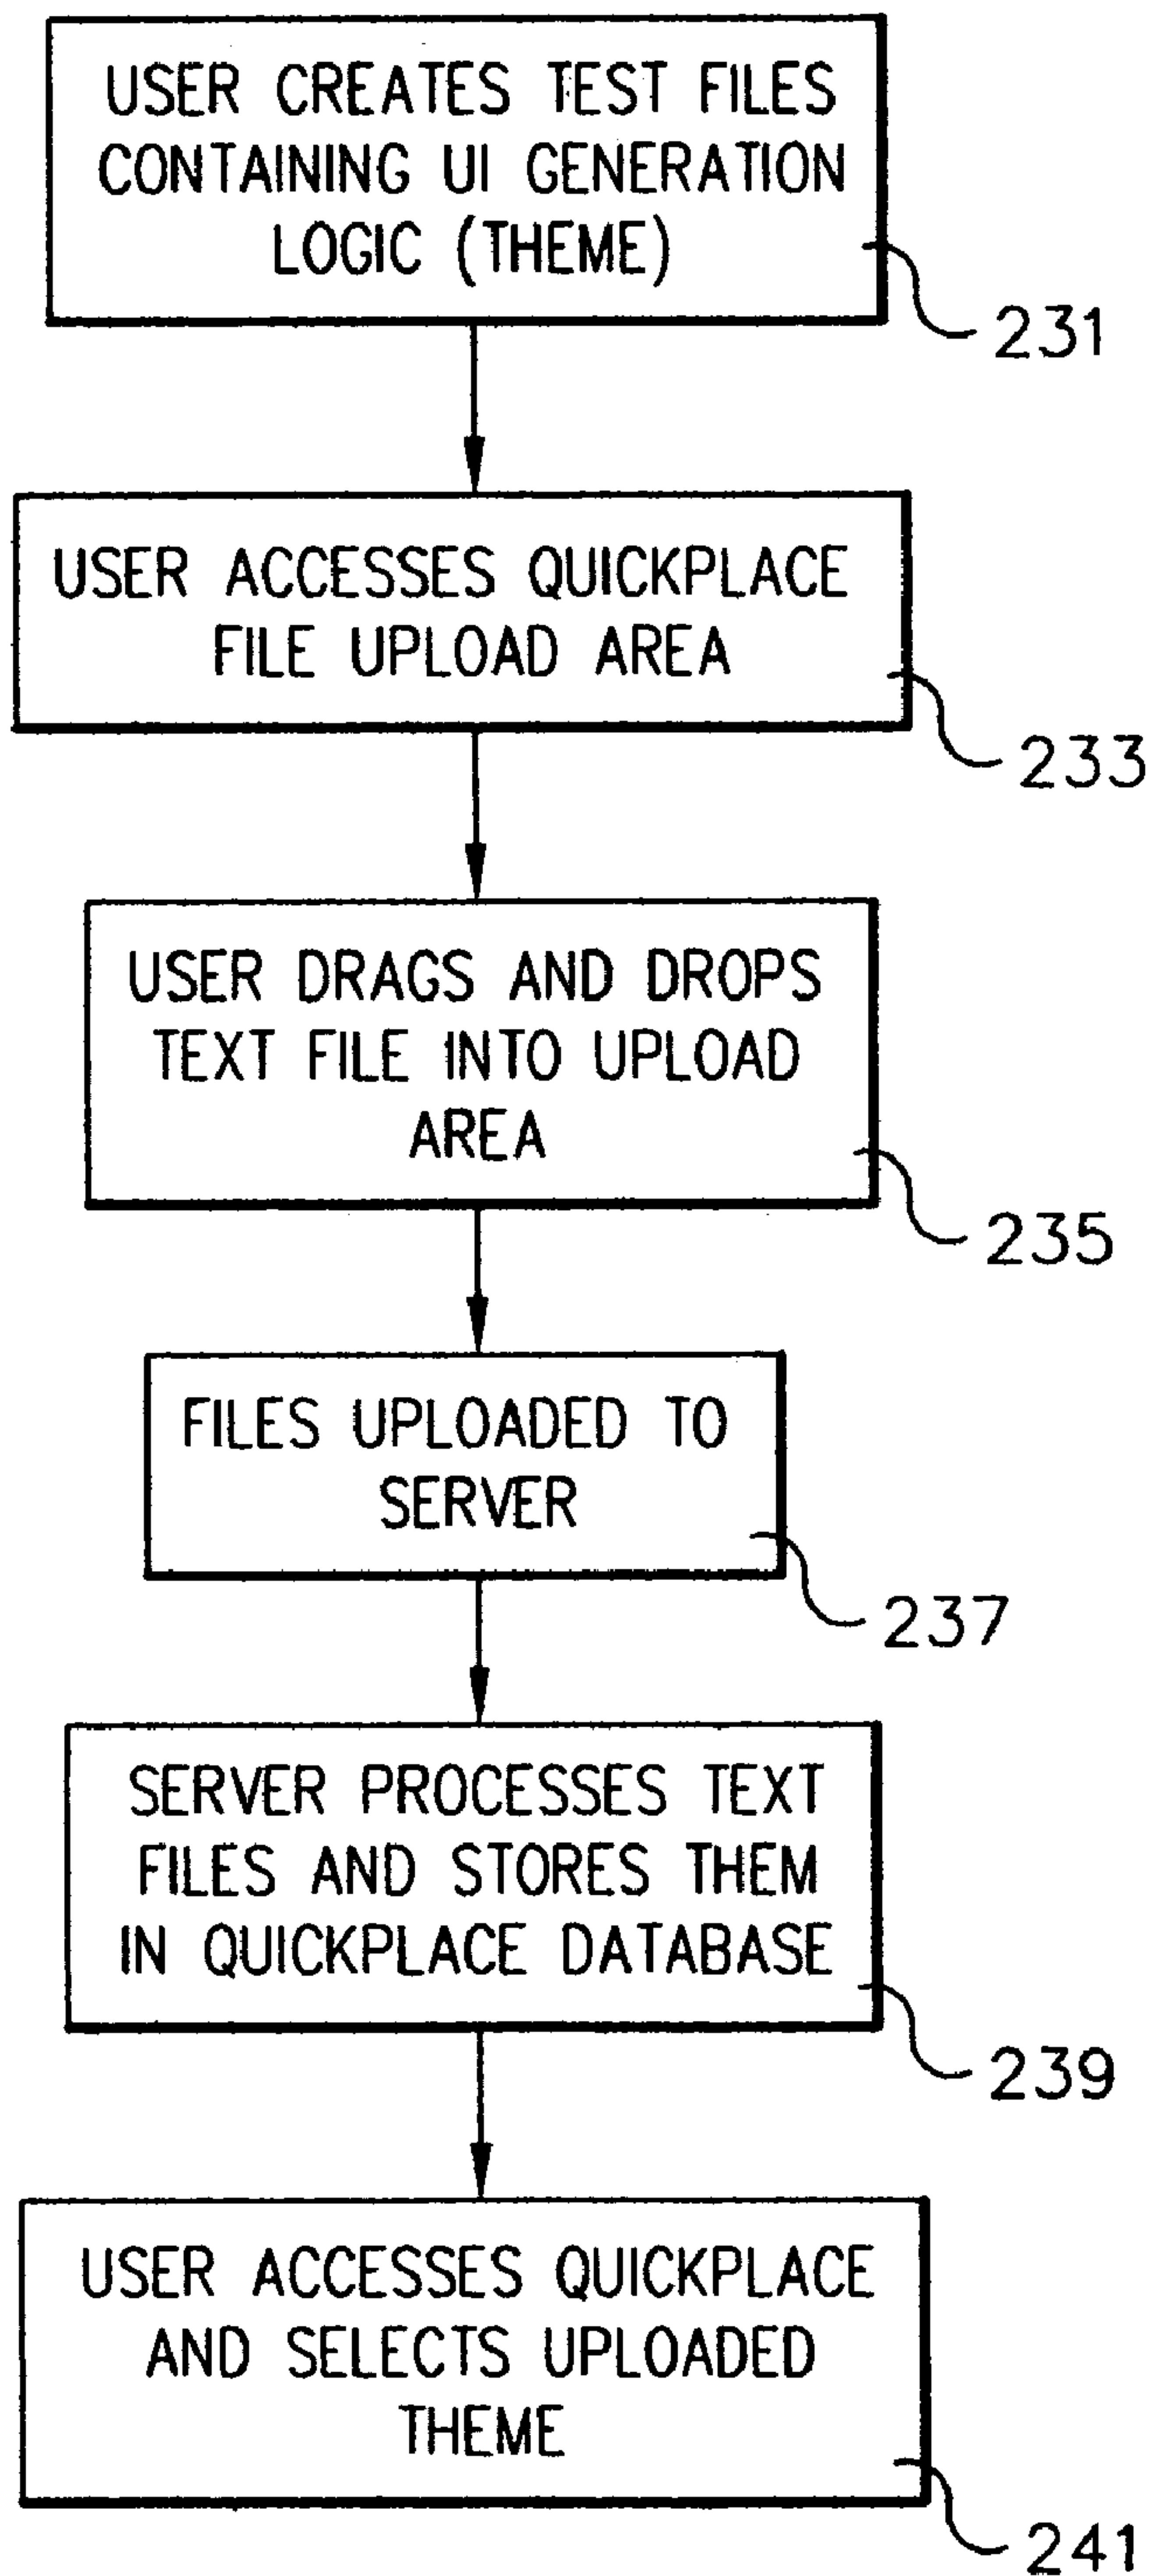 USER CREATES TEST FILES
CONTAINING UI GENERATION
LOGIC (THEME)
231
USER ACCESSES QUICKPLACE
FILE UPLOAD AREA
233
USER DRAGS AND DROPS
TEXT FILE INTO UPLOAD
AREA
235
FILES UPLOADED TO
SERVER
237
SERVER PROCESSES TEXT
FILES AND STORES THEM
IN QUICKPLACE DATABASE
239
USER ACCESSES QUICKPLACE
AND SELECTS UPLOADED
THEME
241